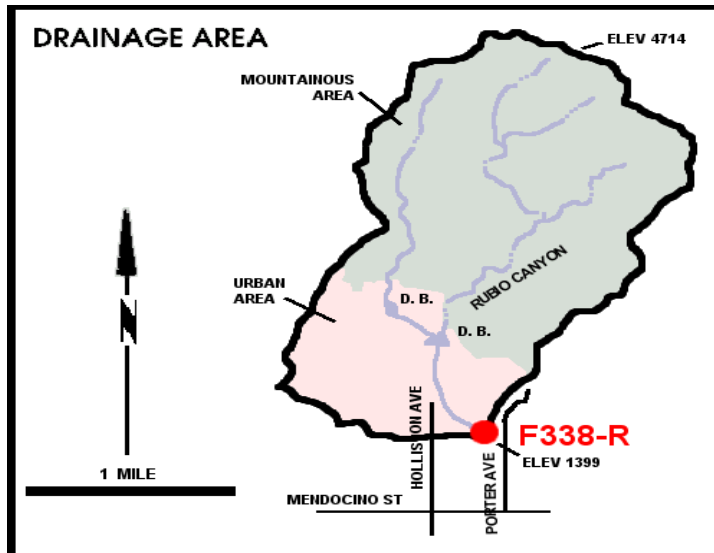 DRAINAGE AREA
ELEV 4714
MOUNTAINOUS
AREA
RUBIO CANYON
URBAN
AREA
D. B.
D. B.
N
HOLLISTON AVE
F338-R
ELEV 1399
PORTER AVE
1 MILE
MENDOCINO ST